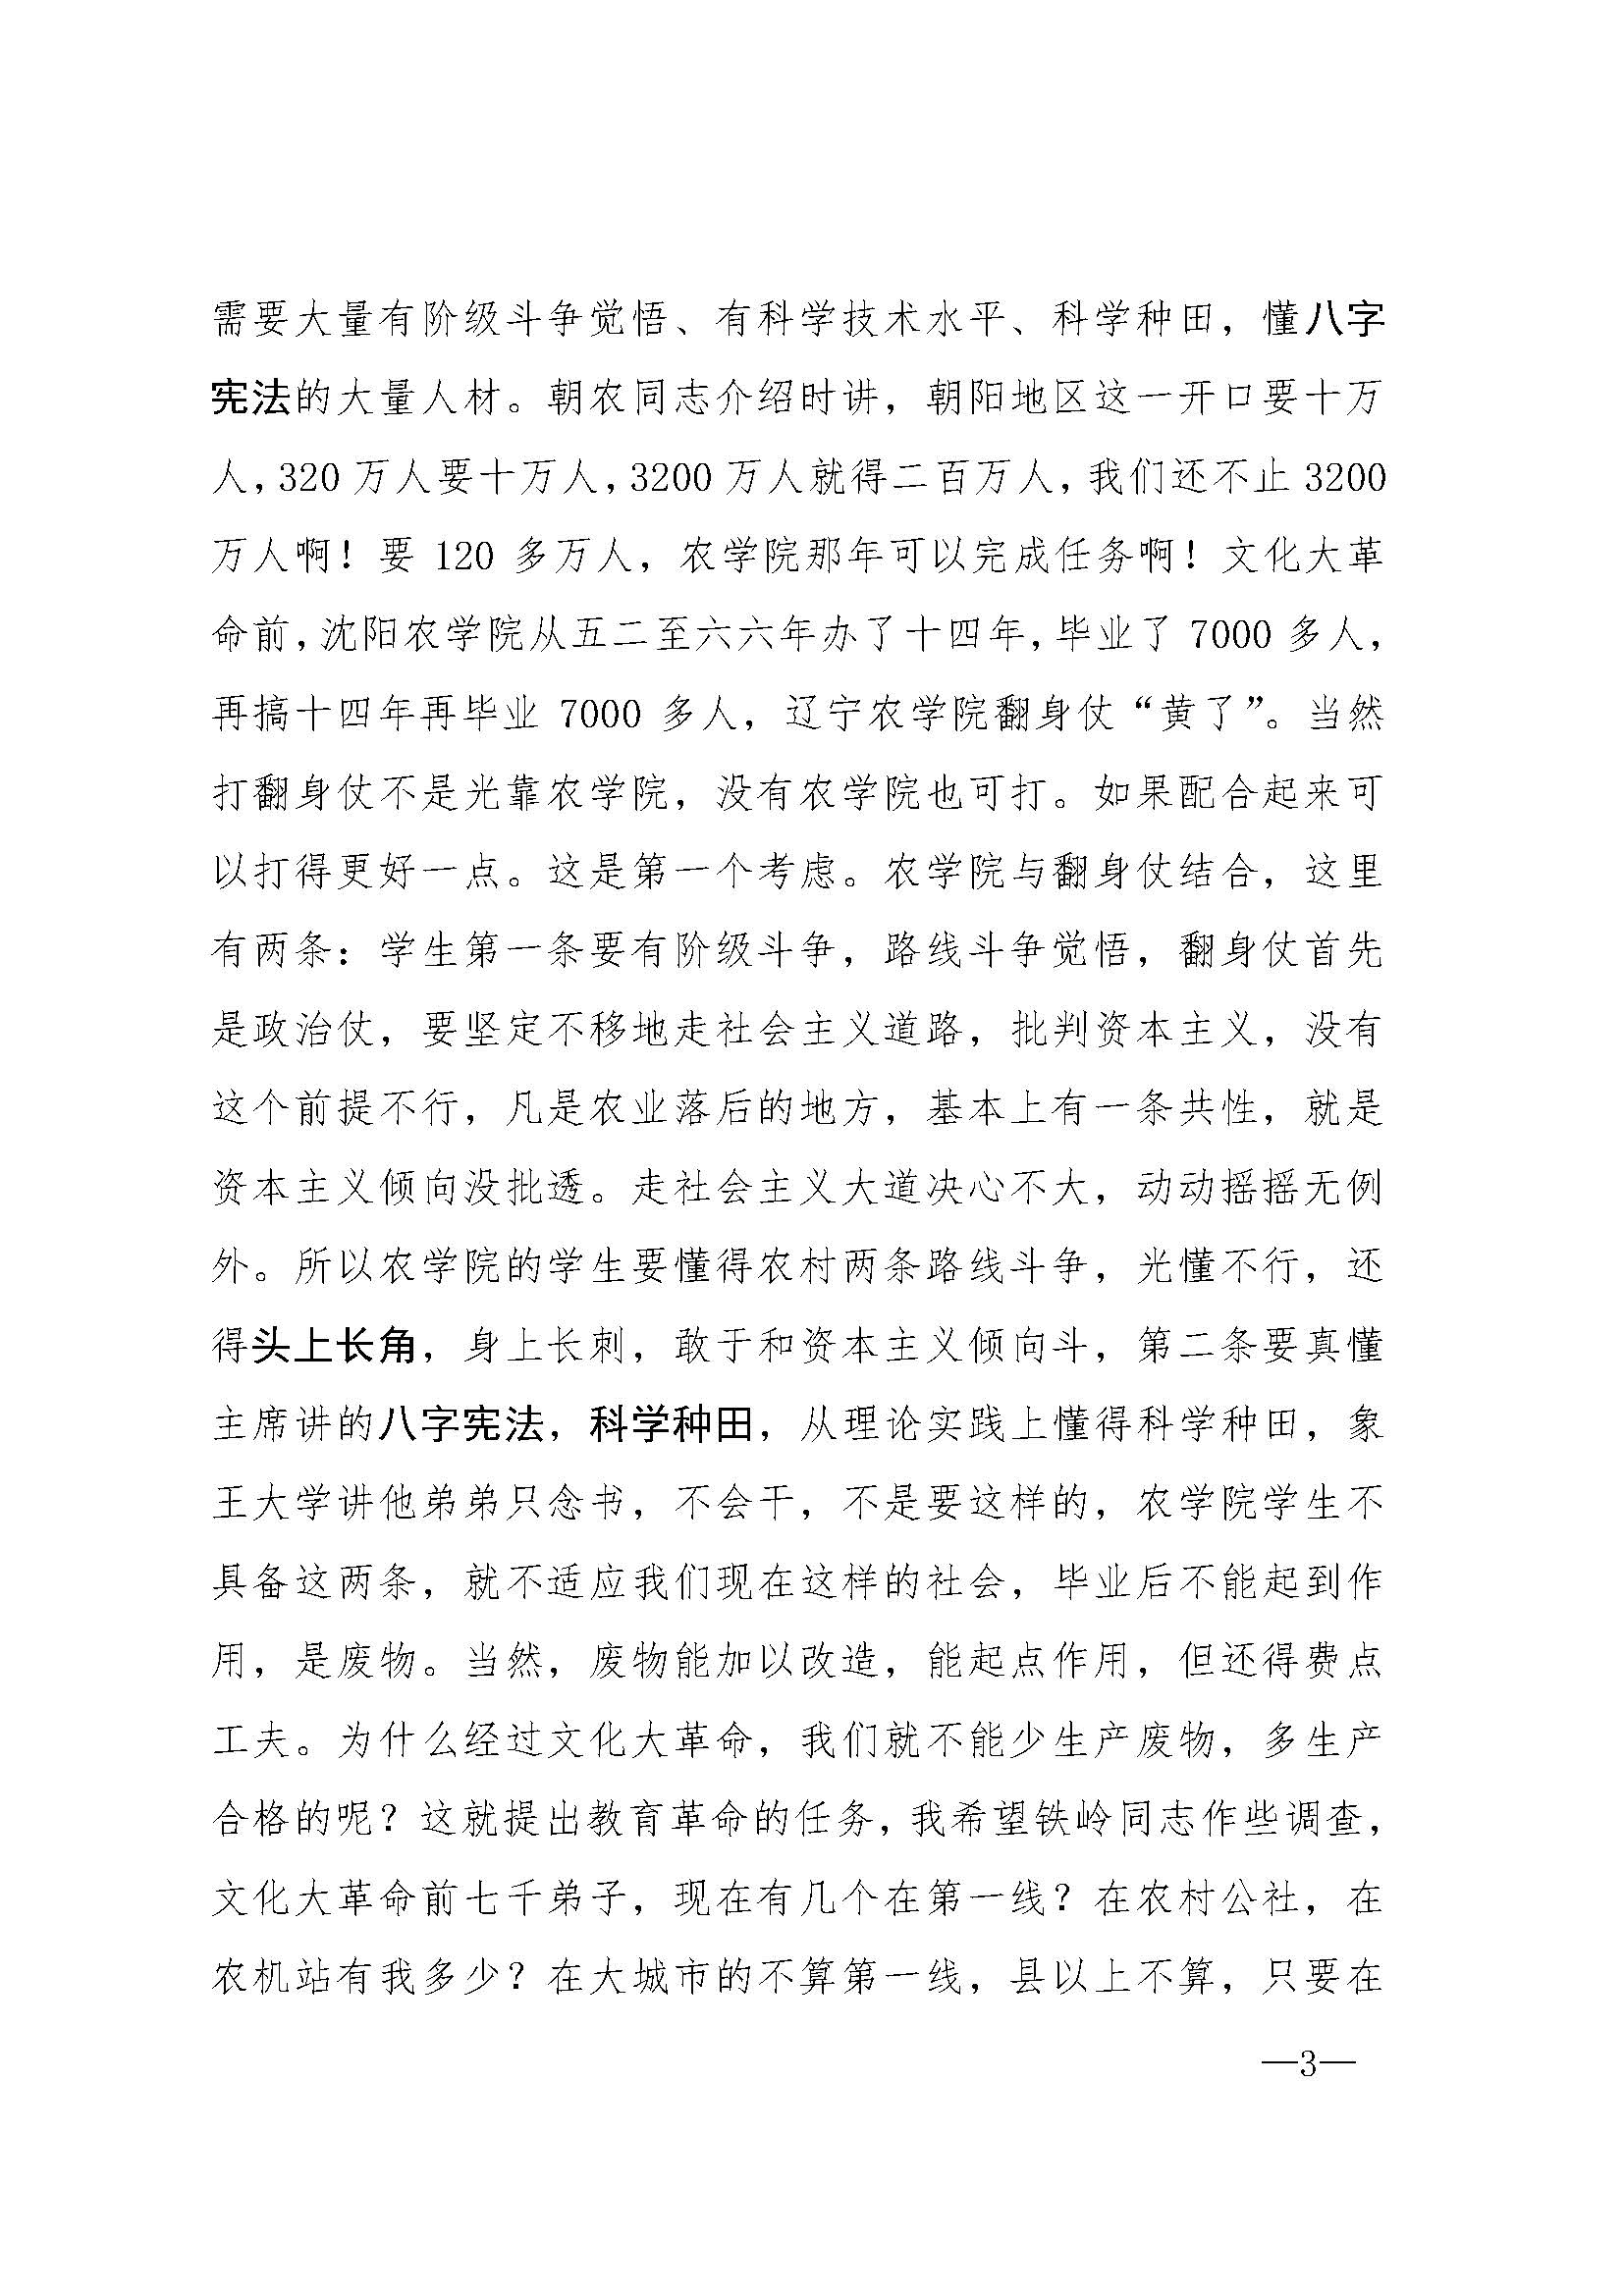 需要大量有阶级斗争觉悟、有科学技术水平、科学种田，懂八字
宪法的大量人材。朝农同志介绍时讲，朝阳地区这一开口要十万
人，320 万人要十万人，3200 万人就得二百万人，我们还不止 3200
万人啊！要 120 多万人，农学院那年可以完成任务啊！文化大革
命前，沈阳农学院从五二至六六年办了十四年，毕业了 7000 多人，
再搞十四年再毕业 7000 多人，辽宁农学院翻身仗“黄了”。当然
打翻身仗不是光靠农学院，没有农学院也可打。如果配合起来可
以打得更好一点。这是第一个考虑。农学院与翻身仗结合，这里
有两条：学生第一条要有阶级斗争，路线斗争觉悟，翻身仗首先
是政治仗，要坚定不移地走社会主义道路，批判资本主义，没有
这个前提不行，凡是农业落后的地方，基本上有一条共性，就是
资本主义倾向没批透。走社会主义大道决心不大，动动摇摇无例
外。所以农学院的学生要懂得农村两条路线斗争，光懂不行，还
得头上长角，身上长刺，敢于和资本主义倾向斗，第二条要真懂
主席讲的八字宪法，科学种田，从理论实践上懂得科学种田，象
王大学讲他弟弟只念书，不会干，不是要这样的，农学院学生不
具备这两条，就不适应我们现在这样的社会，毕业后不能起到作
用，是废物。当然，废物能加以改造，能起点作用，但还得费点
工夫。为什么经过文化大革命，我们就不能少生产废物，多生产
合格的呢？这就提出教育革命的任务，我希望铁岭同志作些调查，
文化大革命前七千弟子，现在有几个在第一线？在农村公社，在
农机站有我多少？在大城市的不算第一线，县以上不算，只要在
—3—